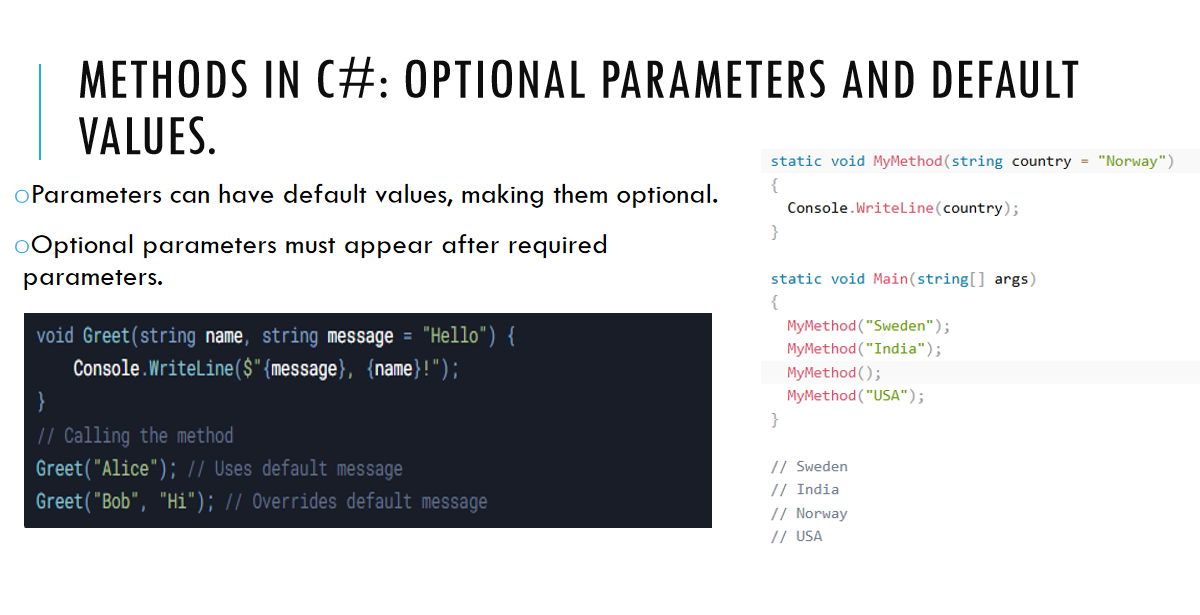 METHODS IN C#: OPTIONAL PARAMETERS AND DEFAULT
VALUES.
oParameters can have default values, making them optional.
oOptional parameters must appear after required
parameters.
void Greet(string name, string message = "Hello") {
    Console.WriteLine($"{message}, {name}!");
}
// Calling the method
Greet("Alice"); // Uses default message
Greet("Bob", "Hi"); // Overrides default message
static void MyMethod(string country = "Norway")
{
  Console.WriteLine(country);
}
static void Main(string[] args)
{
  MyMethod("Sweden");
  MyMethod("India");
  MyMethod();
  MyMethod("USA");
}
// Sweden
// India
// Norway
// USA